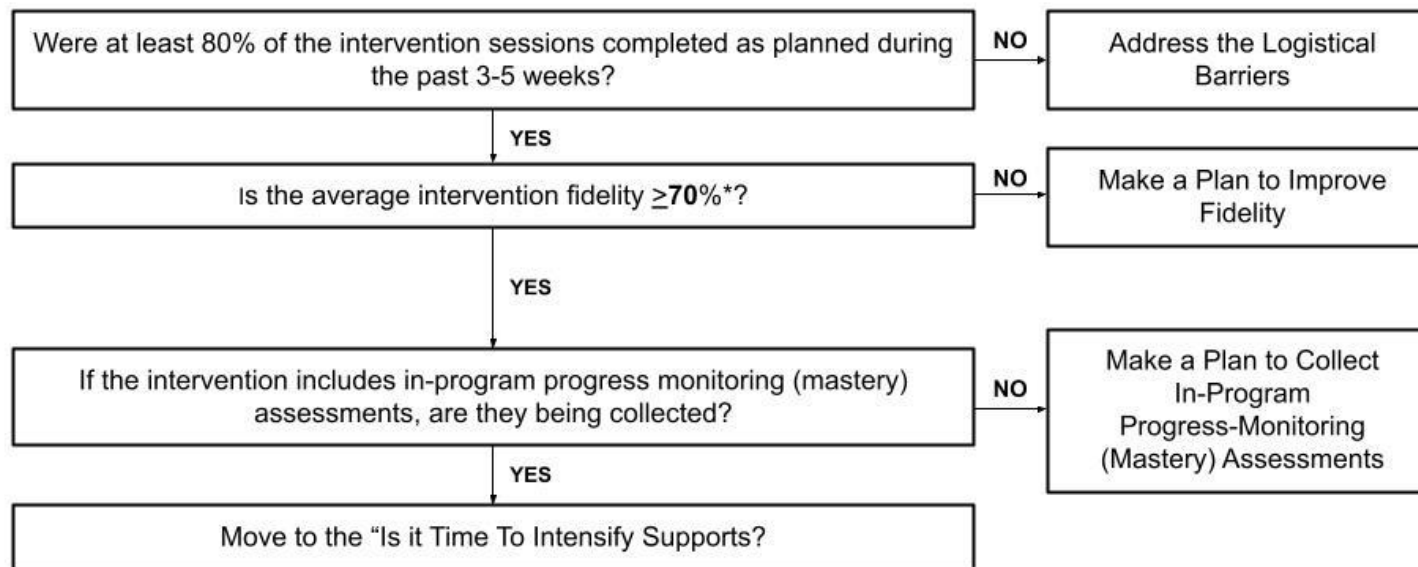 Were at least 80% of the intervention sessions completed as planned during
the past 3-5 weeks?
NO
Address the Logistical
Barriers
YES
Is the average intervention fidelity ≥70%*?
NO
Make a Plan to Improve
Fidelity
YES
If the intervention includes in-program progress monitoring (mastery)
assessments, are they being collected?
NO
Make a Plan to Collect
In-Program
Progress-Monitoring
(Mastery) Assessments
YES
Move to the “Is it Time To Intensify Supports?